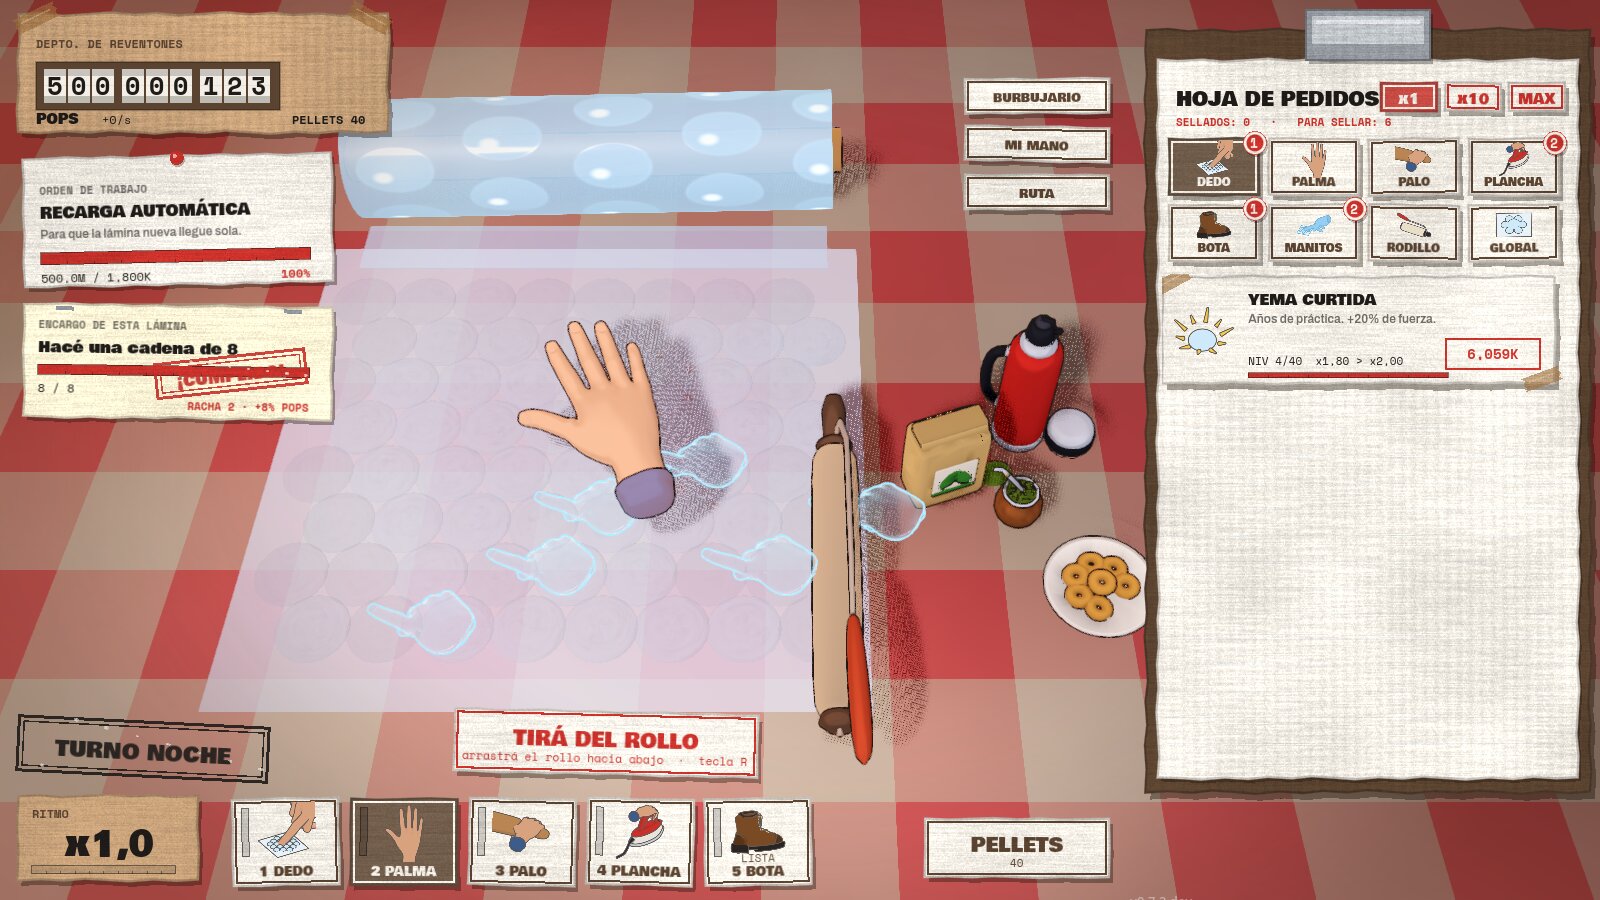 DEPTO. DE REVENTONES
500 000 123
POPS +0/s PELLETS 40
ORDEN DE TRABAJO
RECARGA AUTOMÁTICA
Para que la lámina nueva llegue sola.
500.0M / 1.800K 100%
ENCARGO DE ESTA LÁMINA
Hacé una cadena de 8
8 / 8
RACHA 2 · +8% POPS
BURBUJARIO
MI MANO
RUTA
HOJA DE PEDIDOS x1 x10 MAX
SELLADOS: 0 · PARA SELLAR: 6
1 2
DEDO PALMA PALO PLANCHA
1 2
BOTA MANITOS RODILLO GLOBAL
YEMA CURTIDA
Años de práctica. +20% de fuerza.
NIV 4/40 x1,80 > x2,00 6.059K
TURNO NOCHE
TIRÁ DEL ROLLO
arrastrá el rollo hacia abajo · tecla R
RITMO
x1,0
1 DEDO 2 PALMA 3 PALO 4 PLANCHA LISTA 5 BOTA
PELLETS
40